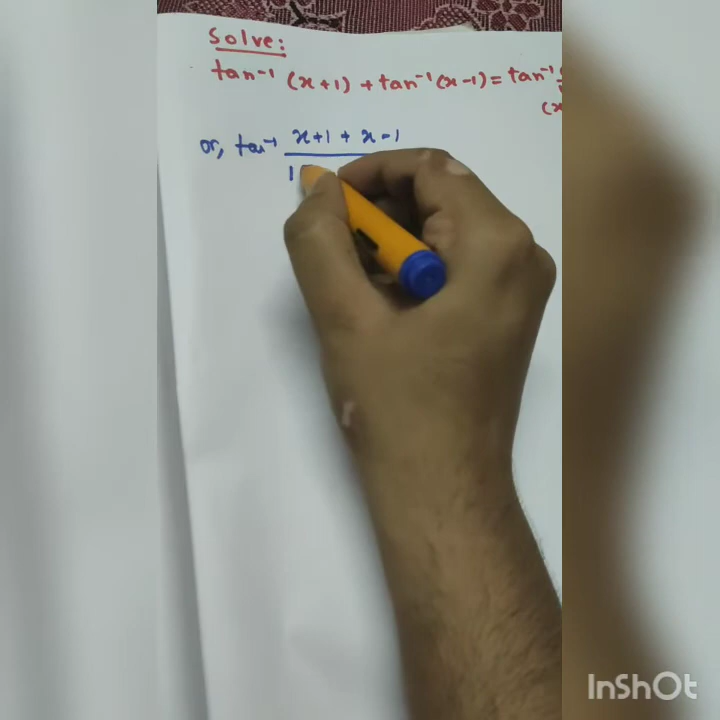 Solve:
tan⁻¹ (x+1) + tan⁻¹ (x-1) = tan⁻¹
(x
or, tan⁻¹ x+1 + x-1
1
InShOt